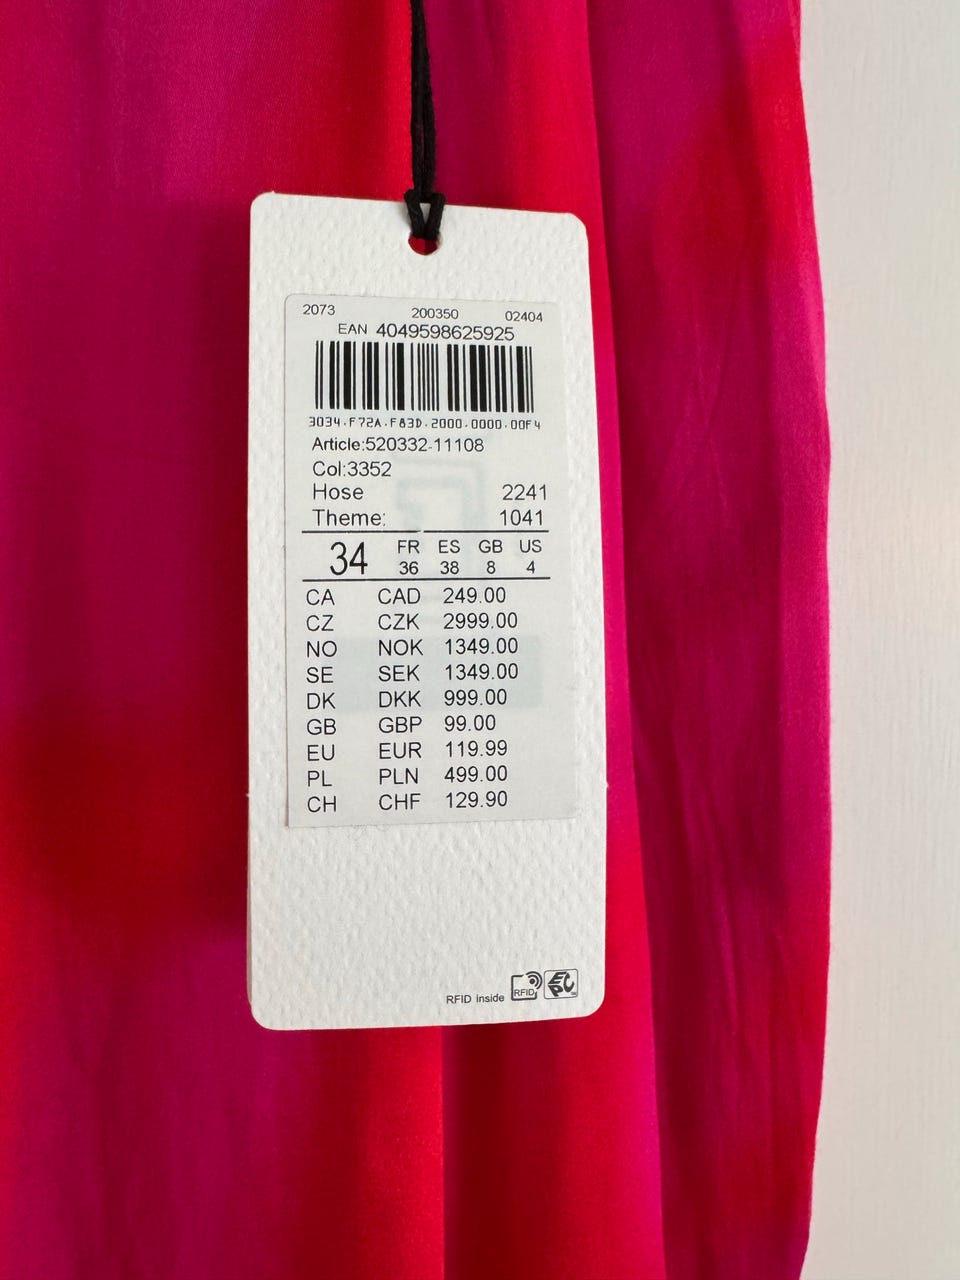 2073 200350 02404
EAN 4049598625925
3034.F72A.F83D.2000.0000.00F4
Article:520332-11108
Col:3352
Hose 2241
Theme: 1041
34 FR ES GB US
36 38 8 4
CA CAD 249.00
CZ CZK 2999.00
NO NOK 1349.00
SE SEK 1349.00
DK DKK 999.00
GB GBP 99.00
EU EUR 119.99
PL PLN 499.00
CH CHF 129.90
RFID inside RFID EPC